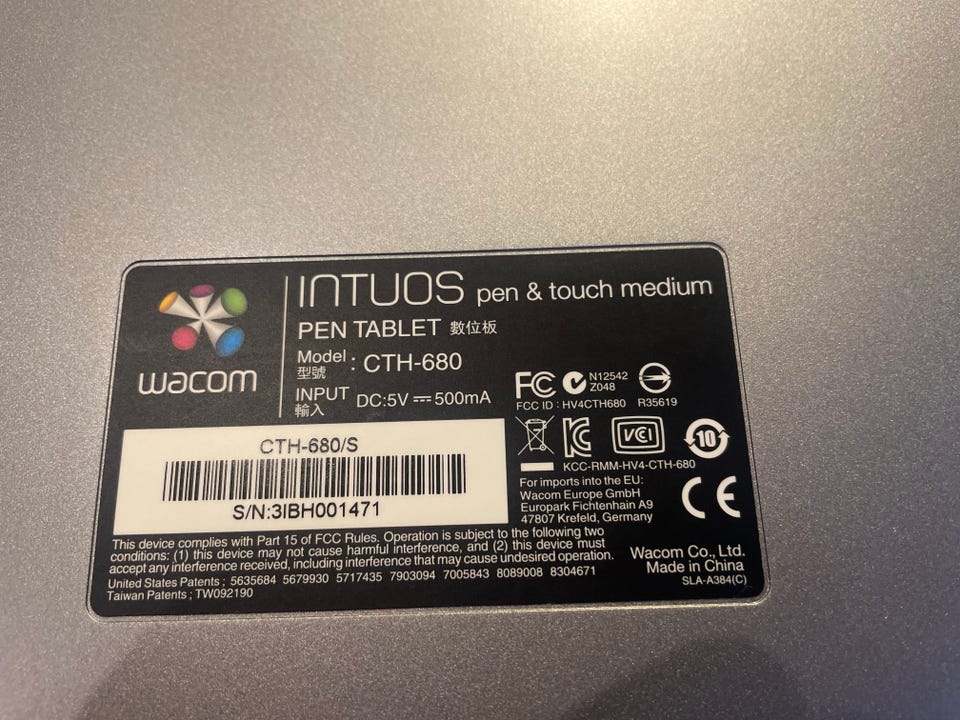 wacom
INTUOS pen & touch medium
PEN TABLET 數位板
Model
型號 : CTH-680
INPUT
輸入 DC:5V ⎓ 500mA
FC N12542
Z048
FCC ID : HV4CTH680 R35619
VCCI 10
KCC-RMM-HV4-CTH-680
CTH-680/S
S/N:3IBH001471
For imports into the EU:
Wacom Europe GmbH
Europark Fichtenhain A9
47807 Krefeld, Germany
CE
This device complies with Part 15 of FCC Rules. Operation is subject to the following two
conditions: (1) this device may not cause harmful interference, and (2) this device must
accept any interference received, including interference that may cause undesired operation.
United States Patents ; 5635684 5679930 5717435 7903094 7005843 8089008 8304671
Taiwan Patents ; TW092190
Wacom Co., Ltd.
Made in China
SLA-A384(C)